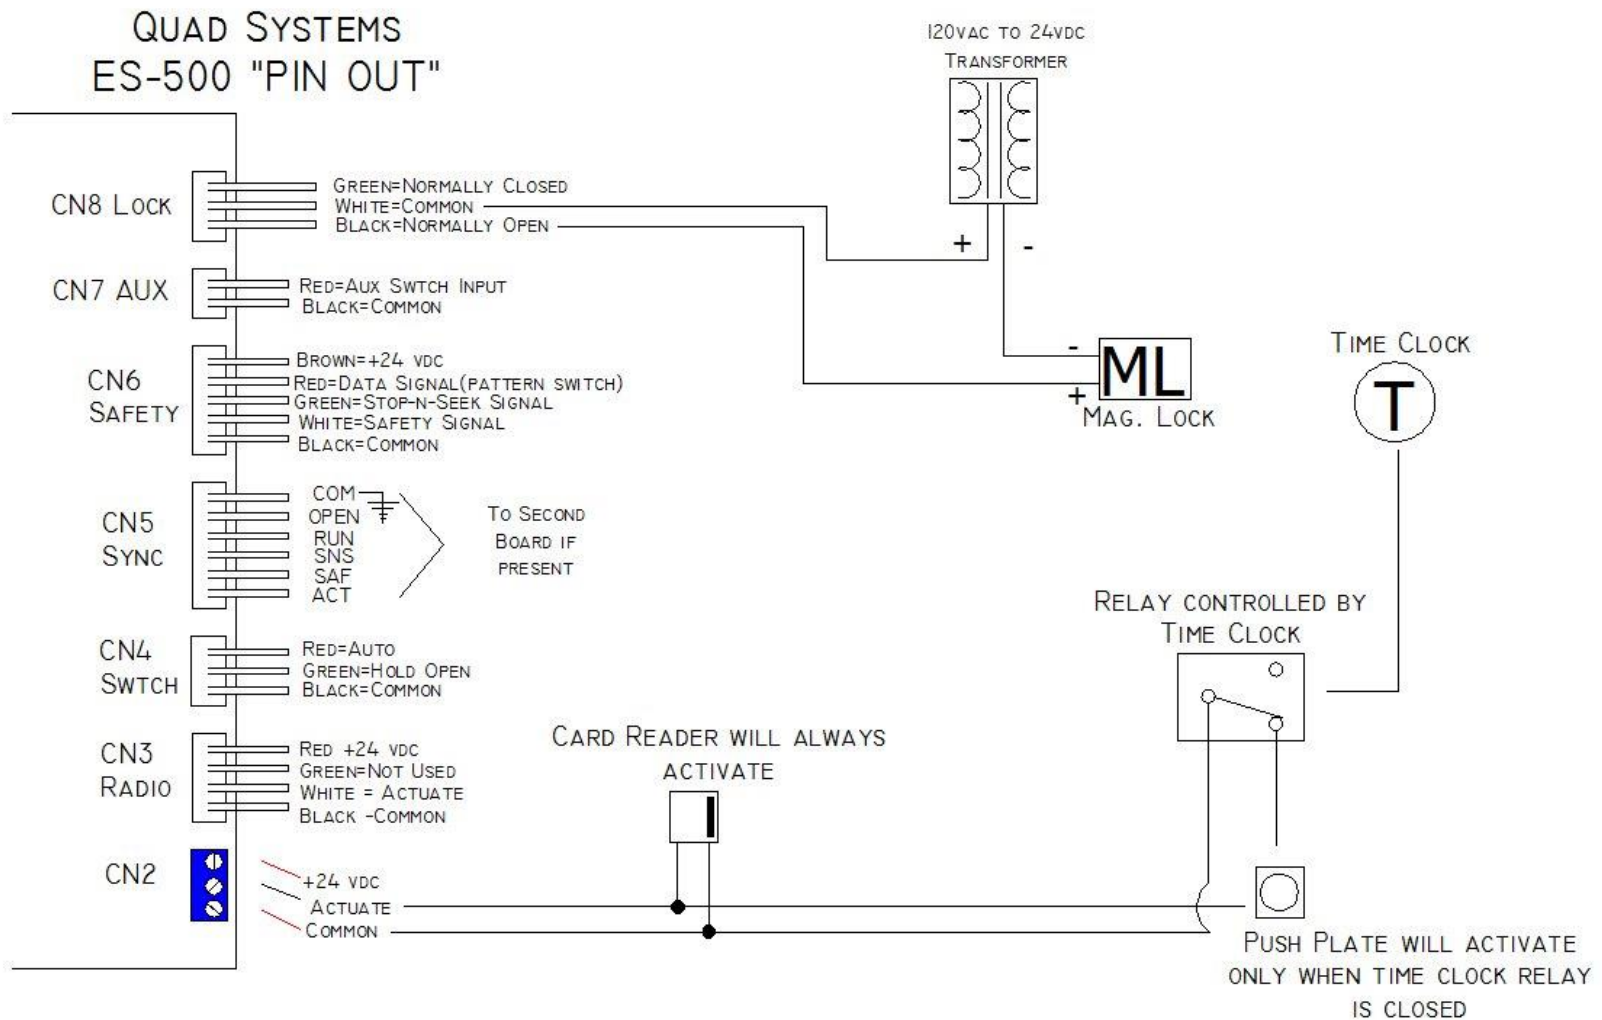 QUAD SYSTEMS
ES-500 "PIN OUT"
120VAC TO 24VDC
TRANSFORMER
+
-
CN8 LOCK
GREEN=NORMALLY CLOSED
WHITE=COMMON
BLACK=NORMALLY OPEN
CN7 AUX
RED=AUX SWTCH INPUT
BLACK=COMMON
CN6
SAFETY
BROWN=+24 VDC
RED=DATA SIGNAL(PATTERN SWITCH)
GREEN=STOP-N-SEEK SIGNAL
WHITE=SAFETY SIGNAL
BLACK=COMMON
-
+
ML
MAG. LOCK
TIME CLOCK
T
CN5
SYNC
COM
OPEN
RUN
SNS
SAF
ACT
TO SECOND
BOARD IF
PRESENT
CN4
SWTCH
RED=AUTO
GREEN=HOLD OPEN
BLACK=COMMON
RELAY CONTROLLED BY
TIME CLOCK
CN3
RADIO
RED +24 VDC
GREEN=NOT USED
WHITE = ACTUATE
BLACK -COMMON
CARD READER WILL ALWAYS
ACTIVATE
CN2
+24 VDC
ACTUATE
COMMON
PUSH PLATE WILL ACTIVATE
ONLY WHEN TIME CLOCK RELAY
IS CLOSED